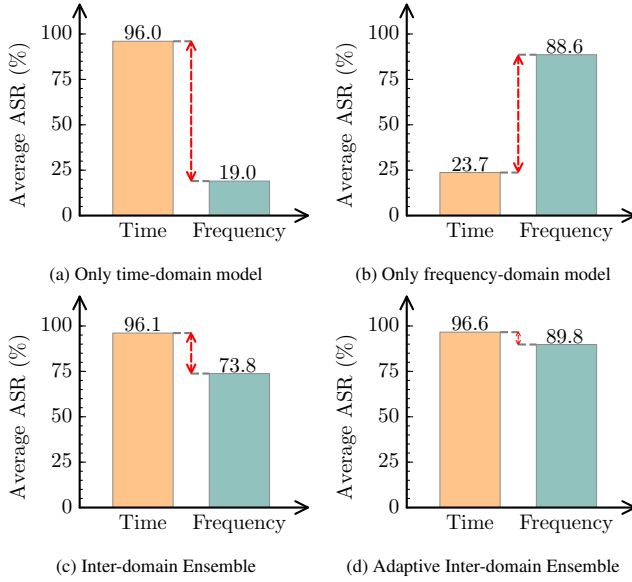 Average ASR (%)
100
75
50
25
0
96.0
19.0
Time
Frequency
(a) Only time-domain model
Average ASR (%)
100
75
50
25
0
23.7
88.6
Time
Frequency
(b) Only frequency-domain model
Average ASR (%)
100
75
50
25
0
96.1
73.8
Time
Frequency
(c) Inter-domain Ensemble
Average ASR (%)
100
75
50
25
0
96.6
89.8
Time
Frequency
(d) Adaptive Inter-domain Ensemble